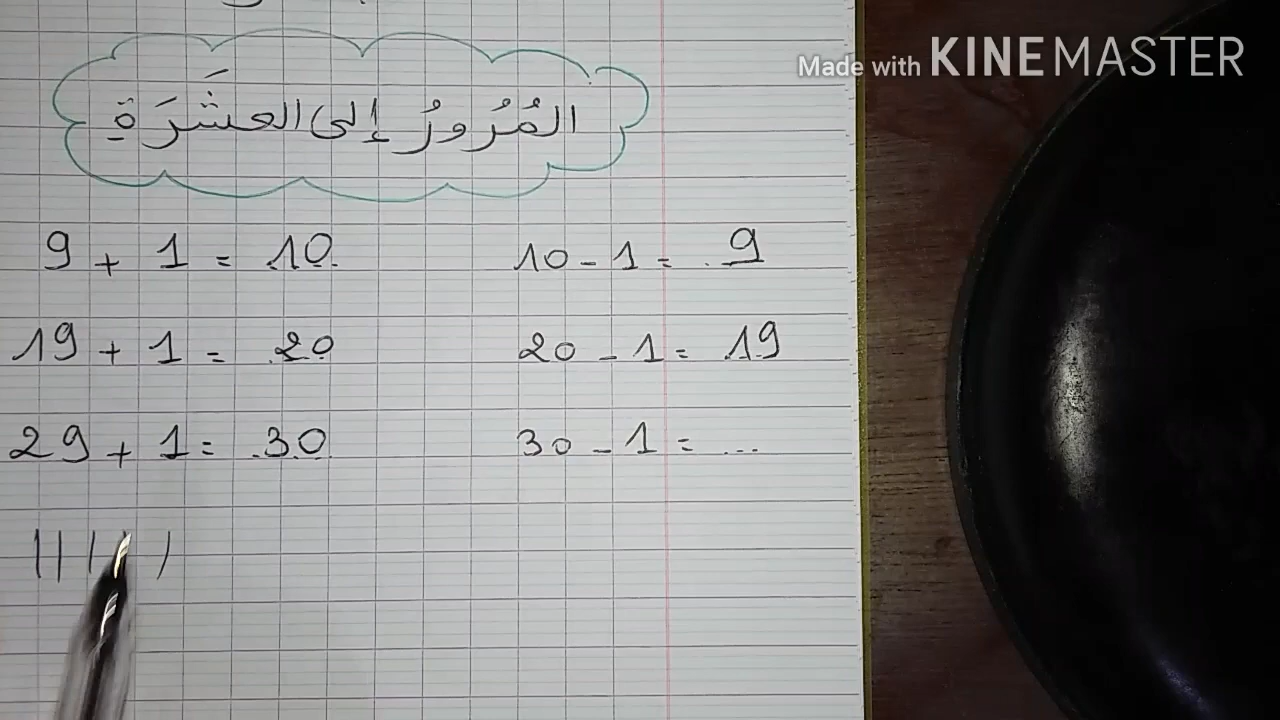 Made with KINEMASTER
المُرُورُ إلى العَشَرَةِ
9 + 1 = 10
10 - 1 = 9
19 + 1 = 20
20 - 1 = 19
29 + 1 = 30
30 - 1 = ...